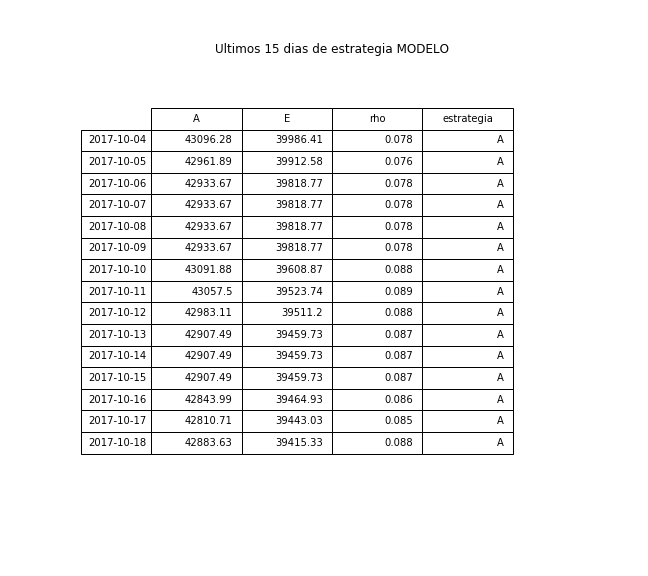 Ultimos 15 dias de estrategia MODELO
A E rho estrategia
2017-10-04 43096.28 39986.41 0.078 A
2017-10-05 42961.89 39912.58 0.076 A
2017-10-06 42933.67 39818.77 0.078 A
2017-10-07 42933.67 39818.77 0.078 A
2017-10-08 42933.67 39818.77 0.078 A
2017-10-09 42933.67 39818.77 0.078 A
2017-10-10 43091.88 39608.87 0.088 A
2017-10-11 43057.5 39523.74 0.089 A
2017-10-12 42983.11 39511.2 0.088 A
2017-10-13 42907.49 39459.73 0.087 A
2017-10-14 42907.49 39459.73 0.087 A
2017-10-15 42907.49 39459.73 0.087 A
2017-10-16 42843.99 39464.93 0.086 A
2017-10-17 42810.71 39443.03 0.085 A
2017-10-18 42883.63 39415.33 0.088 A